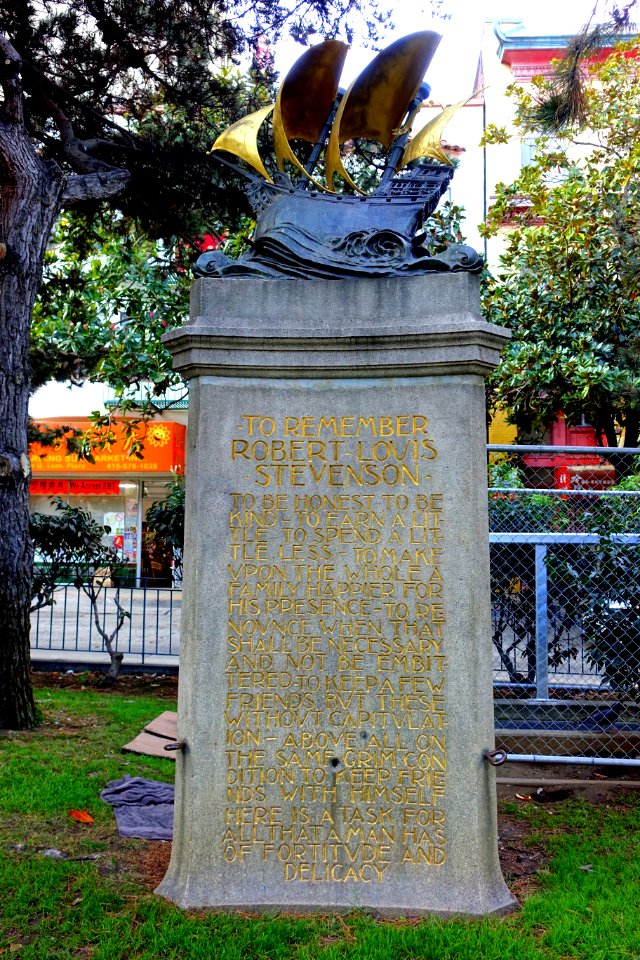 TO REMEMBER
ROBERT LOVIS
STEVENSON
TO BE HONEST TO BE
KIND – TO EARN A LIT
TLE TO SPEND A LIT
TLE LESS – TO MAKE
VPON THE WHOLE A
FAMILY HAPPIER FOR
HIS PRESENCE – TO RE
NOVNCE WHEN THAT
SHALL BE NECESSARY
AND NOT BE EMBIT
TERED – TO KEEP A FEW
FRIENDS BVT THESE
WITHOVT CAPITVLAT
ION – ABOVE ALL ON
THE SAME GRIM CON
DITION TO KEEP FRIE
NDS WITH HIMSELF
HERE IS A TASK FOR
ALL THAT A MAN HAS
OF FORTITVDE AND
DELICACY
MARKET